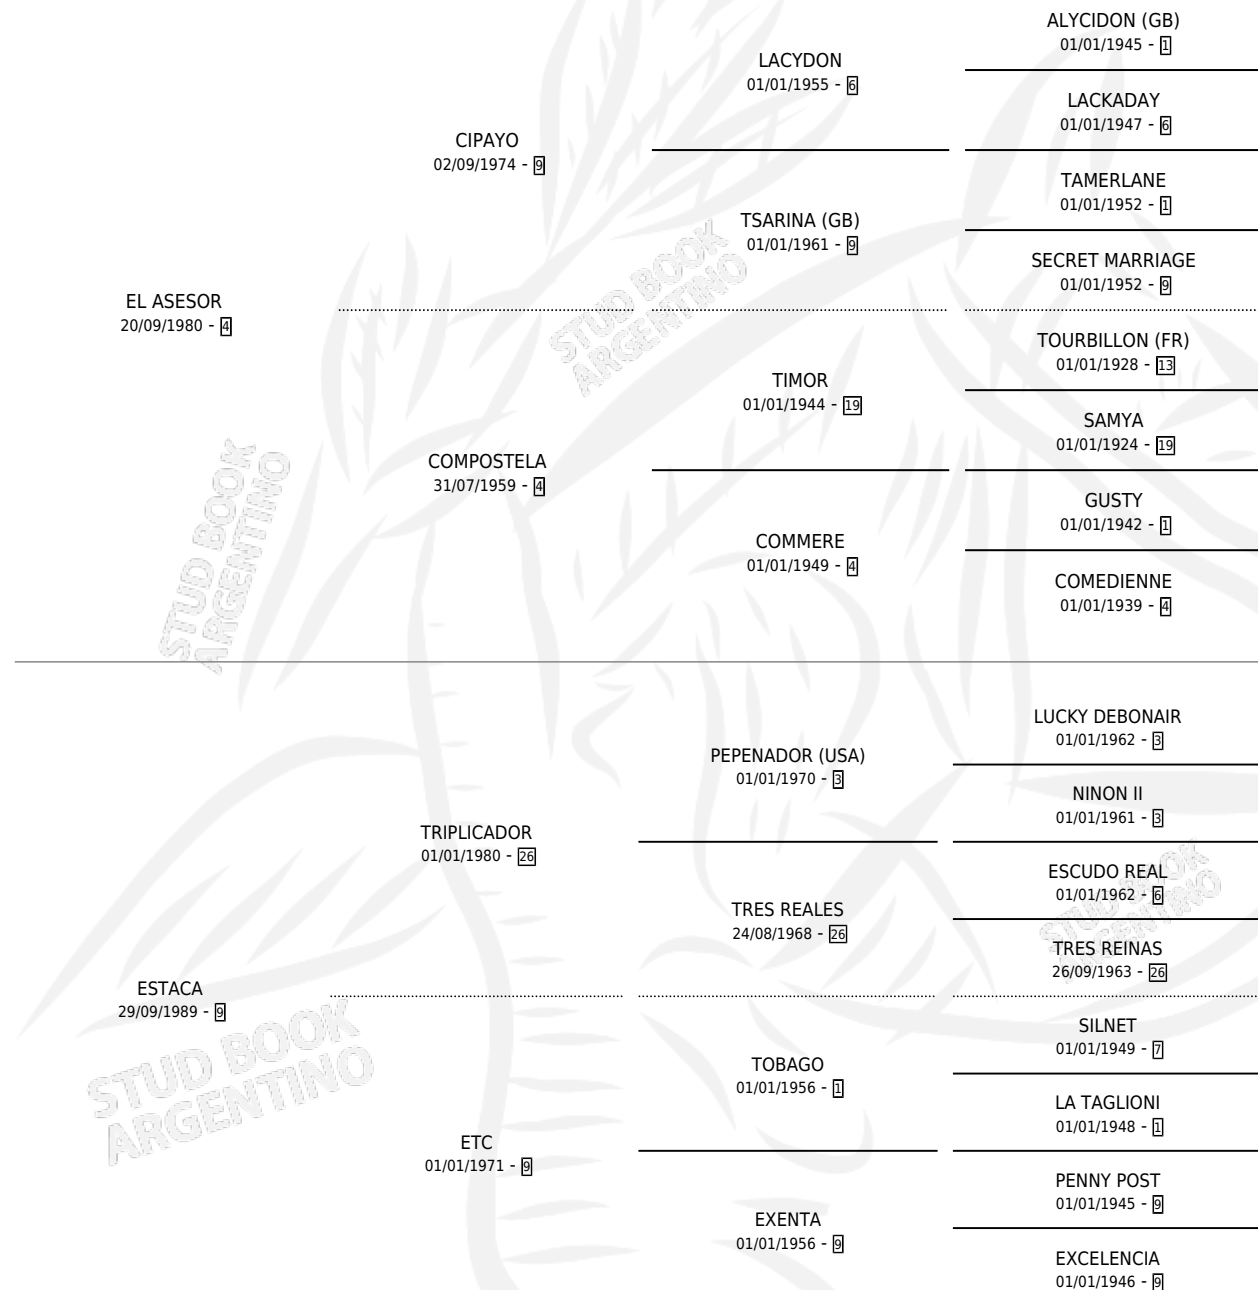 ALYCIDON (GB)
01/01/1945 - 1
LACYDON
01/01/1955 - 6
LACKADAY
01/01/1947 - 6
CIPAYO
02/09/1974 - 9
TAMERLANE
01/01/1952 - 1
TSARINA (GB)
01/01/1961 - 9
SECRET MARRIAGE
01/01/1952 - 9
EL ASESOR
20/09/1980 - 4
STUD BOOK
ARGENTINO
TOURBILLON (FR)
01/01/1928 - 13
TIMOR
01/01/1944 - 19
SAMYA
01/01/1924 - 19
COMPOSTELA
31/07/1959 - 4
GUSTY
01/01/1942 - 1
COMMERE
01/01/1949 - 4
COMEDIENNE
01/01/1939 - 4
STUD BOOK
ARGENTINO
LUCKY DEBONAIR
01/01/1962 - 3
PEPENADOR (USA)
01/01/1970 - 3
NINON II
01/01/1961 - 3
TRIPLICADOR
01/01/1980 - 26
ESCUDO REAL
01/01/1962 - 6
TRES REALES
24/08/1968 - 26
STUD BOOK
ARGENTINO
TRES REINAS
26/09/1963 - 26
ESTACA
29/09/1989 - 9
STUD BOOK
ARGENTINO
SILNET
01/01/1949 - 7
TOBAGO
01/01/1956 - 1
LA TAGLIONI
01/01/1948 - 1
ETC
01/01/1971 - 9
PENNY POST
01/01/1945 - 9
EXENTA
01/01/1956 - 9
EXCELENCIA
01/01/1946 - 9